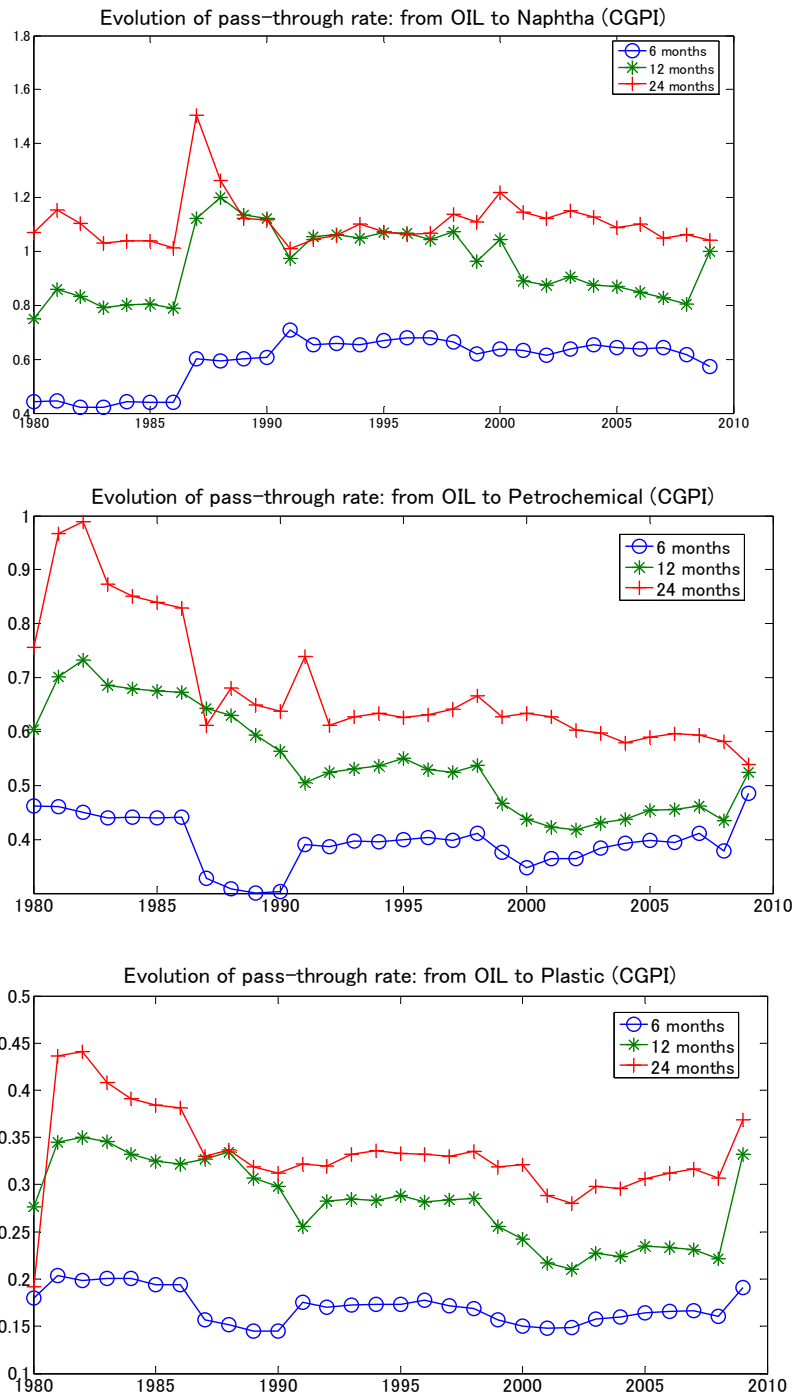 Evolution of pass-through rate: from OIL to Naphtha (CGPI)
1.8
1.6
1.4
1.2
1
0.8
0.6
0.4
6 months
12 months
24 months
1980 1985 1990 1995 2000 2005 2010
Evolution of pass-through rate: from OIL to Petrochemical (CGPI)
1
0.9
0.8
0.7
0.6
0.5
0.4
6 months
12 months
24 months
1980 1985 1990 1995 2000 2005 2010
Evolution of pass-through rate: from OIL to Plastic (CGPI)
0.5
0.45
0.4
0.35
0.3
0.25
0.2
0.15
0.1
6 months
12 months
24 months
1980 1985 1990 1995 2000 2005 2010